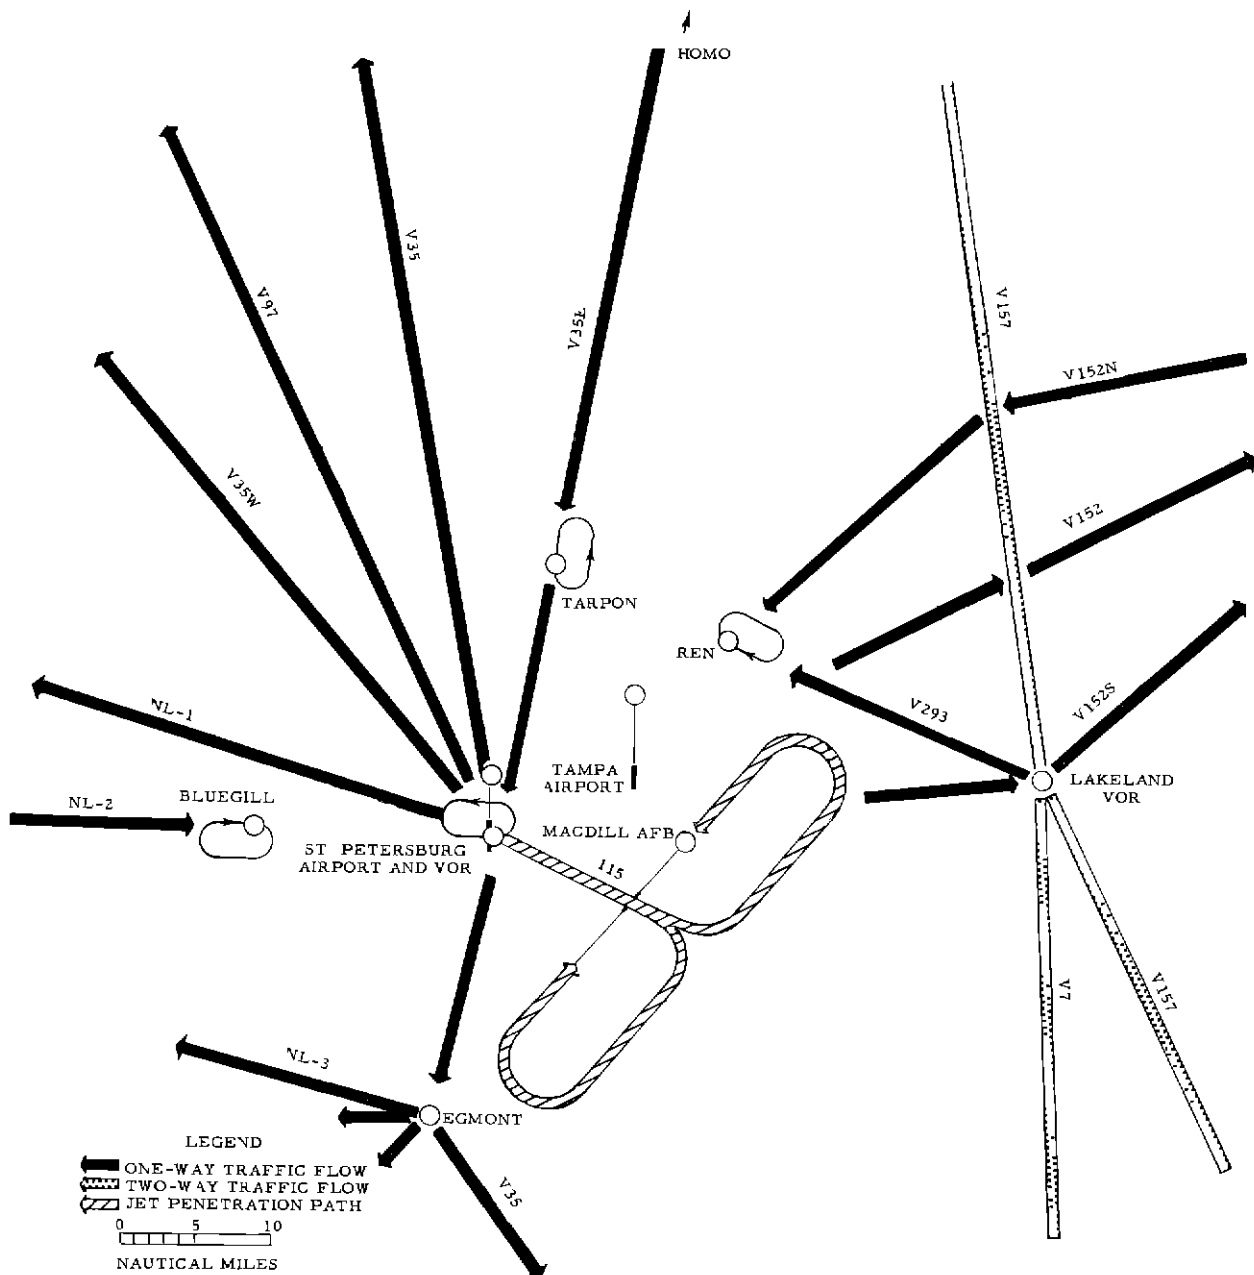 HOMO
V35
V97
V35E
V157
V152N
V35W
V152
TARPON
REN
NL-1
V293
V152S
TAMPA
AIRPORT
LAKELAND
VOR
NL-2
BLUEGILL
MACDILL AFB
ST PETERSBURG
AIRPORT AND VOR
115
V7
V157
NL-3
EGMONT
V35
LEGEND
ONE-WAY TRAFFIC FLOW
TWO-WAY TRAFFIC FLOW
JET PENETRATION PATH
0 5 10
NAUTICAL MILES